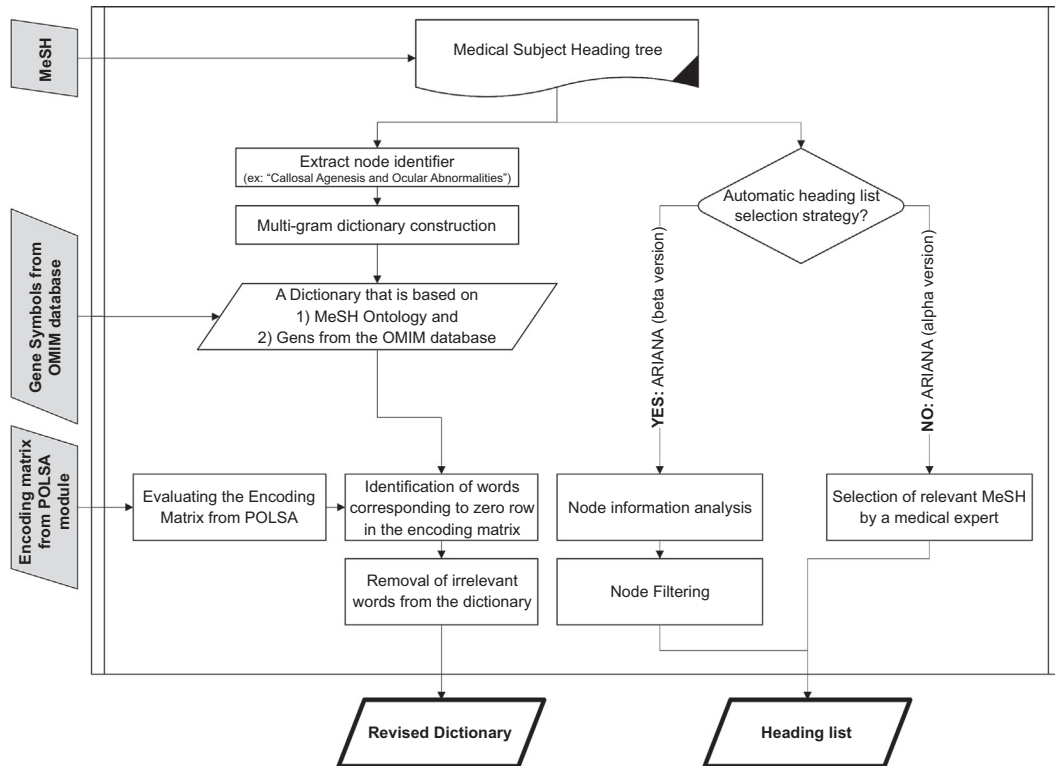 MeSH
Medical Subject Heading tree
Extract node identifier
(ex: “Callosal Agenesis and Ocular Abnormalities”)
Multi-gram dictionary construction
Automatic heading list
selection strategy?
Gene Symbols from
OMIM database
A Dictionary that is based on
1) MeSH Ontology and
2) Gens from the OMIM database
YES: ARIANA (beta version)
NO: ARIANA (alpha version)
Encoding matrix
from POLSA
module
Evaluating the Encoding
Matrix from POLSA
Identification of words
corresponding to zero row
in the encoding matrix
Node information analysis
Selection of relevant MeSH
by a medical expert
Removal of irrelevant
words from the dictionary
Node Filtering
Revised Dictionary
Heading list